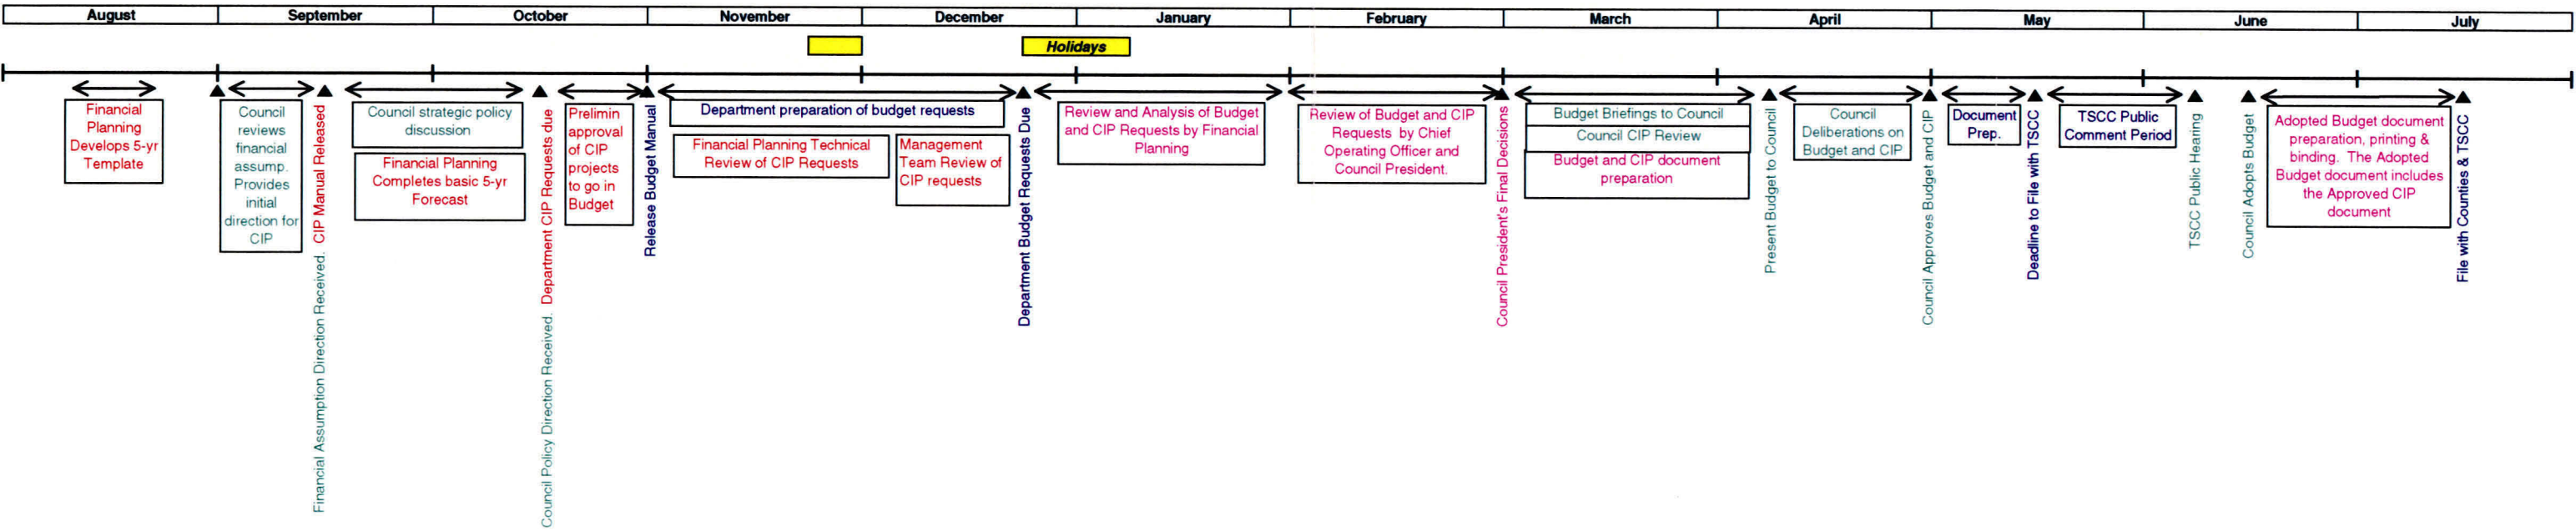 August
September
October
November
December
January
February
March
April
May
June
July
Holidays
Financial
Planning
Develops 5-yr
Template
Council
reviews
financial
assump.
Provides
initial
direction for
CIP
Financial Assumption Direction Received. CIP Manual Released
Council strategic policy
discussion
Financial Planning
Completes basic 5-yr
Forecast
Council Policy Direction Received. Department CIP Requests due
Prelimin
approval
of CIP
projects
to go in
Budget
Release Budget Manual
Department preparation of budget requests
Financial Planning Technical
Review of CIP Requests
Management
Team Review of
CIP requests
Department Budget Requests Due
Review and Analysis of Budget
and CIP Requests by Financial
Planning
Review of Budget and CIP
Requests by Chief
Operating Officer and
Council President.
Council President's Final Decisions
Budget Briefings to Council
Council CIP Review
Budget and CIP document
preparation
Present Budget to Council
Council
Deliberations on
Budget and CIP
Council Approves Budget and CIP
Document
Prep.
Deadline to File with TSCC
TSCC Public
Comment Period
TSCC Public Hearing
Council Adopts Budget
Adopted Budget document
preparation, printing &
binding. The Adopted
Budget document includes
the Approved CIP
document
File with Counties & TSCC